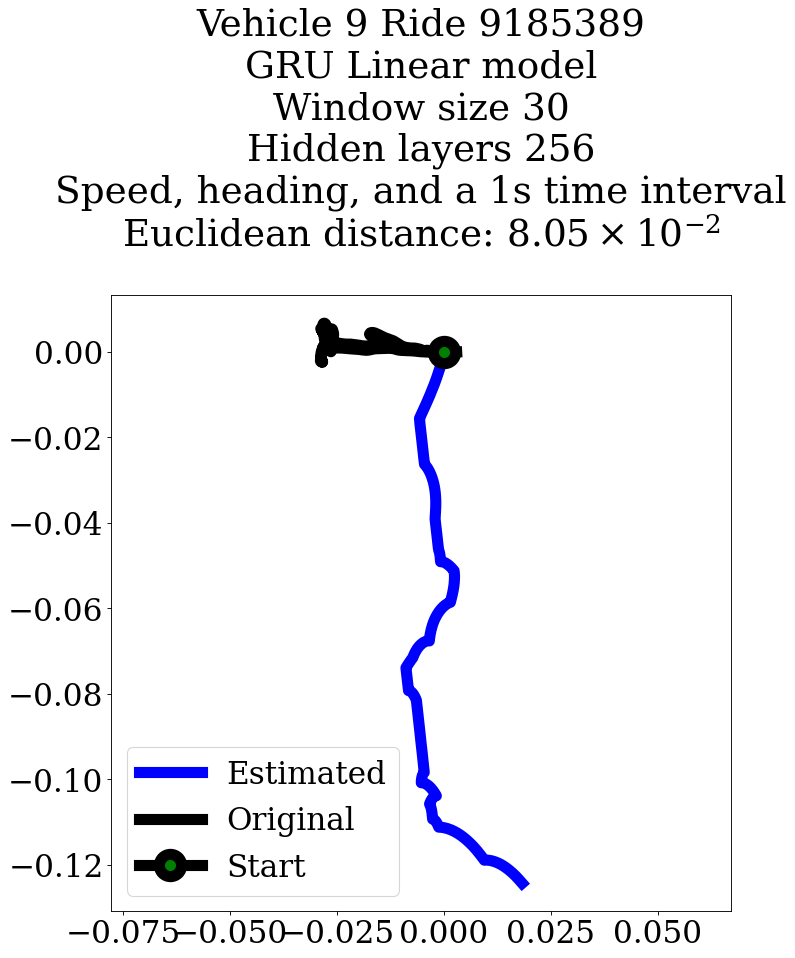 Vehicle 9 Ride 9185389
GRU Linear model
Window size 30
Hidden layers 256
Speed, heading, and a 1s time interval
Euclidean distance: 8.05 × 10⁻²
0.00
−0.02
−0.04
−0.06
−0.08
−0.10
−0.12
Estimated
Original
Start
−0.075 −0.050 −0.025 0.000 0.025 0.050